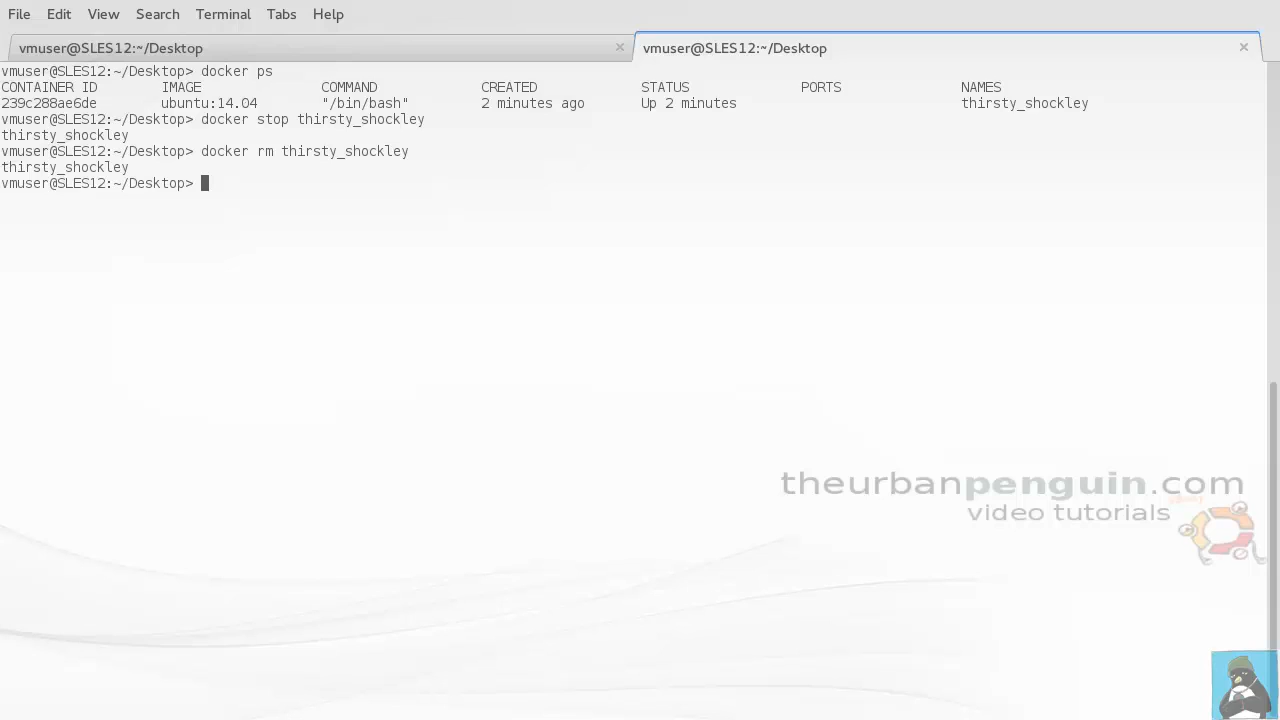 File Edit View Search Terminal Tabs Help
vmuser@SLES12:~/Desktop × vmuser@SLES12:~/Desktop ×
vmuser@SLES12:~/Desktop> docker ps
CONTAINER ID IMAGE COMMAND CREATED STATUS PORTS NAMES
239c288ae6de ubuntu:14.04 "/bin/bash" 2 minutes ago Up 2 minutes thirsty_shockley
vmuser@SLES12:~/Desktop> docker stop thirsty_shockley
thirsty_shockley
vmuser@SLES12:~/Desktop> docker rm thirsty_shockley
thirsty_shockley
vmuser@SLES12:~/Desktop>
theurbanpenguin.com
video tutorials